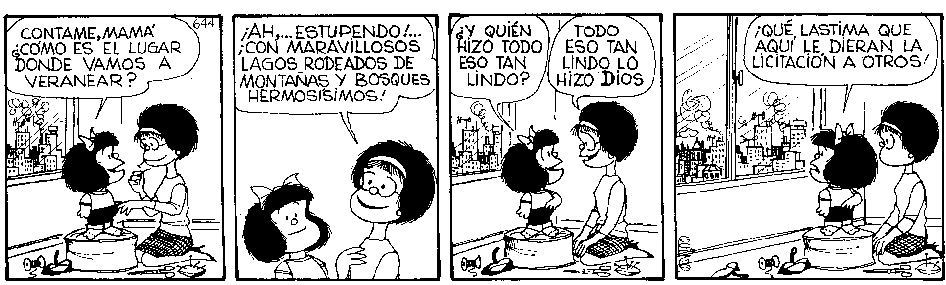 CONTAME, MAMÁ
¿CÓMO ES EL LUGAR
DONDE VAMOS A
VERANEAR?
644
¡AH,...ESTUPENDO!...
¡CON MARAVILLOSOS
LAGOS RODEADOS DE
MONTAÑAS Y BOSQUES
HERMOSÍSIMOS!
¿Y QUIÉN
HIZO TODO
ESO TAN
LINDO?
TODO
ESO TAN
LINDO LO
HIZO DIOS
¡QUÉ LASTIMA QUE
AQUÍ LE DIERAN LA
LICITACIÓN A OTROS!